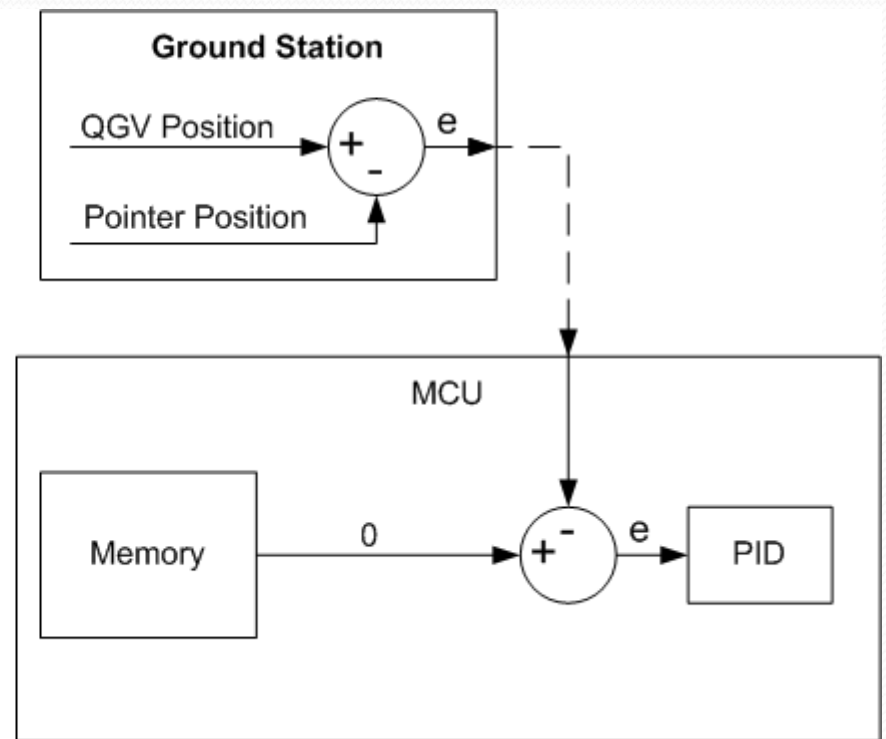 Ground Station
QGV Position
+
-
e
Pointer Position
MCU
Memory
0
+
-
e
PID